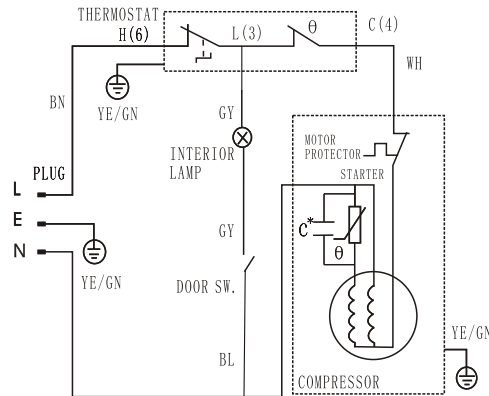 THERMOSTAT
H(6)
L(3)
θ
C(4)
WH
BN
YE/GN
GY
MOTOR
PROTECTOR
STARTER
INTERIOR
LAMP
PLUG
L
E
N
C*
θ
GY
YE/GN
DOOR SW.
BL
YE/GN
COMPRESSOR